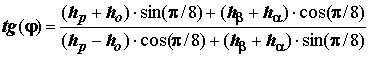 tg(φ) = (h_p + h_o) · sin(π/8) + (h_β + h_α) · cos(π/8) / (h_p − h_o) · cos(π/8) + (h_β + h_α) · sin(π/8)